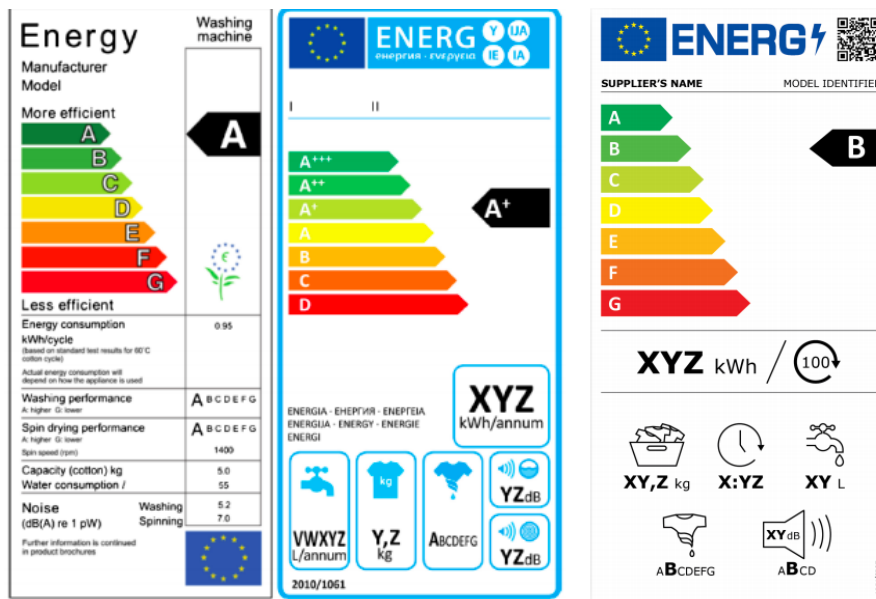 Energy
Washing
machine
Manufacturer
Model
More efficient
A
B
C
D
E
F
G
A
Less efficient
Energy consumption
kWh/cycle
(based on standard test results for 60°C
cotton cycle)
0.95
Actual energy consumption will
depend on how the appliance is used
Washing performance
A: higher G: lower
A B C D E F G
Spin drying performance
A: higher G: lower
A B C D E F G
Spin speed (rpm)
1400
Capacity (cotton) kg
5.0
Water consumption /
55
Noise
(dB(A) re 1 pW)
Washing
5.2
Spinning
7.0
Further information is continued
in product brochures
ENERG
енергия · ενεργεια
Y
IJA
IE
IA
I
II
A+++
A++
A+
A
B
C
D
A+
XYZ
kWh/annum
ENERGIA · ЕНЕРГИЯ · ΕΝΕΡΓΕΙΑ
ENERGIJA · ENERGY · ENERGIE
ENERGI
VWXYZ
L/annum
kg
Y,Z
kg
ABCDEFG
YZdB
YZdB
2010/1061
ENERG
SUPPLIER'S NAME
MODEL IDENTIFIER
A
B
C
D
E
F
G
B
XYZ kWh / 100
XY,Z kg
X:YZ
XY L
ABCDEFG
XYdB
ABCD